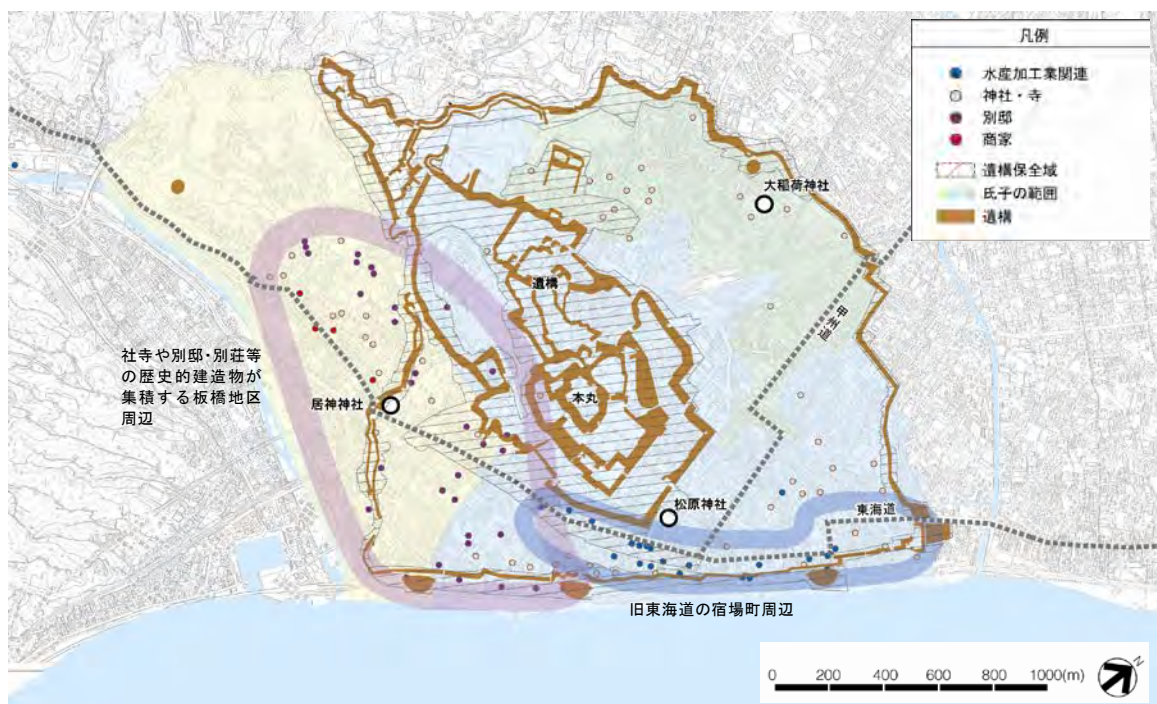 凡例
水産加工業関連
神社・寺
別邸
商家
遺構保全域
氏子の範囲
遺構
大稲荷神社
遺構
甲州道
社寺や別邸・別荘等
の歴史的建造物が
集積する板橋地区
周辺
本丸
居神神社
松原神社
東海道
旧東海道の宿場町周辺
0 200 400 600 800 1000(m)
N